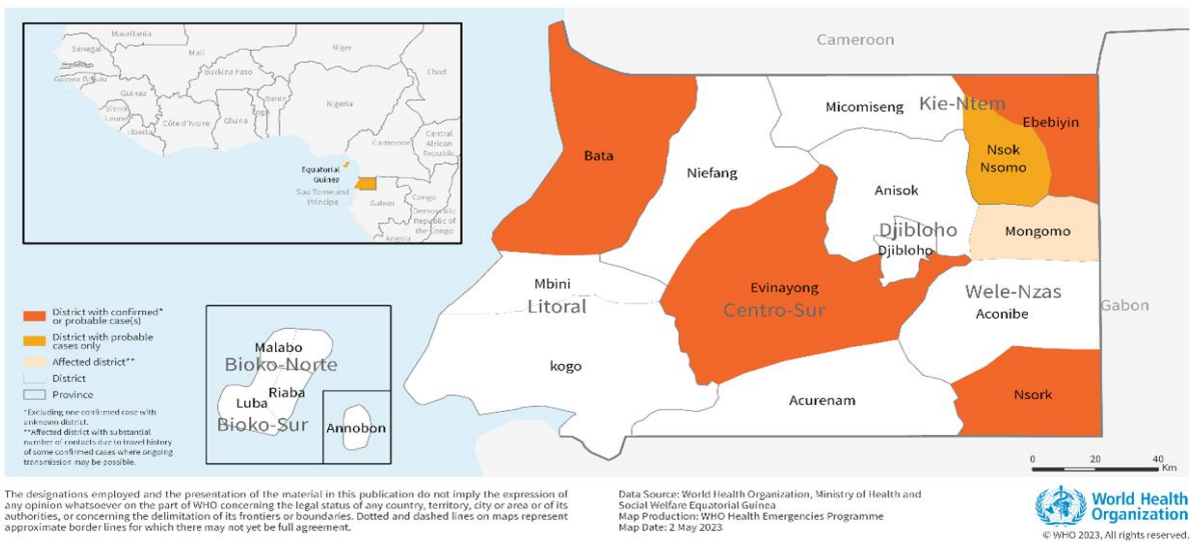 Mauritania
Senegal
Mali
Niger
Chad
Guinea Bissau
Burkina Faso
Guinea
Benin
Togo
Nigeria
Sierra
Leone
Côte d'Ivoire
Ghana
Liberia
Central
African
Republic
Cameroon
Equatorial
Guinea
Sao Tome and
Principe
Gabon
Congo
Democratic
Republic of
the Congo
Angola
Cameroon
Micomiseng
Kie-Ntem
Ebebiyin
Bata
Nsok
Nsomo
Niefang
Anisok
Djibloho
Djibloho
Mongomo
Mbini
Litoral
Evinayong
Centro-Sur
Wele-Nzas
Aconibe
Gabon
kogo
Acurenam
Nsork
District with confirmed*
or probable case(s)
District with probable
cases only
Affected district**
District
Province
*Excluding one confirmed case with
unknown district.
**Affected district with substantial
number of contacts due to travel history
of some confirmed cases where ongoing
transmission may be possible.
Malabo
Bioko-Norte
Riaba
Luba
Bioko-Sur
Annobon
0 20 40
Km
The designations employed and the presentation of the material in this publication do not imply the expression of
any opinion whatsoever on the part of WHO concerning the legal status of any country, territory, city or area or of its
authorities, or concerning the delimitation of its frontiers or boundaries. Dotted and dashed lines on maps represent
approximate border lines for which there may not yet be full agreement.
Data Source: World Health Organization, Ministry of Health and
Social Welfare Equatorial Guinea
Map Production: WHO Health Emergencies Programme
Map Date: 2 May 2023
World Health
Organization
© WHO 2023, All rights reserved.